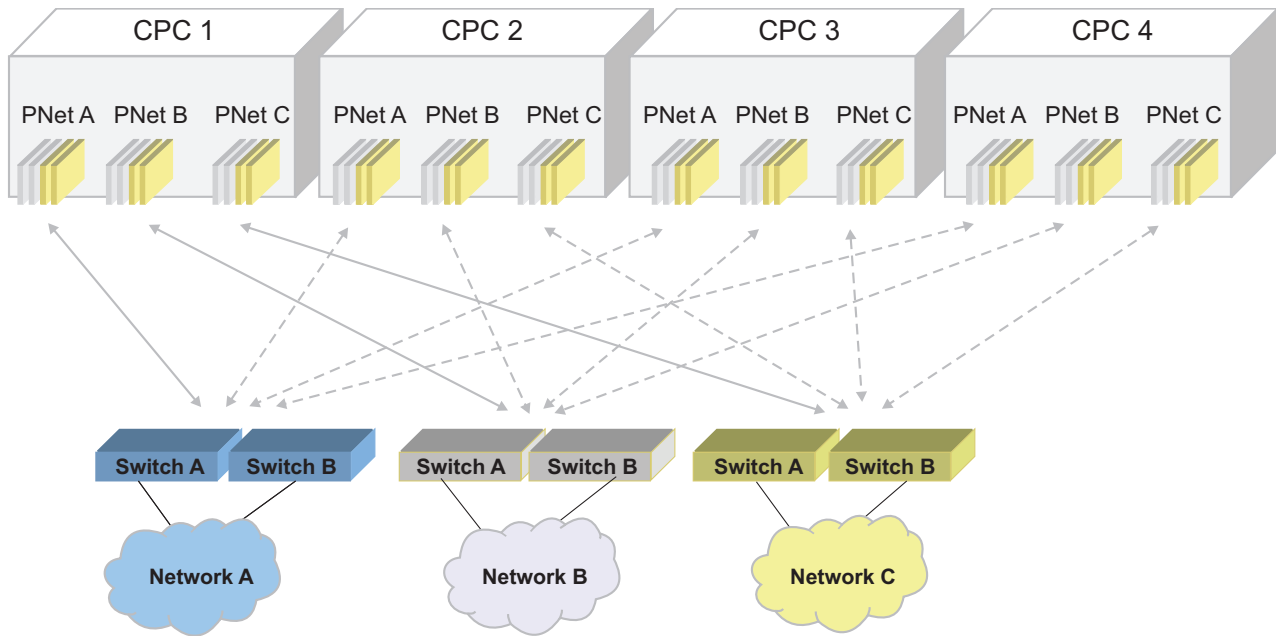 CPC 1
CPC 2
CPC 3
CPC 4
PNet A
PNet B
PNet C
PNet A
PNet B
PNet C
PNet A
PNet B
PNet C
PNet A
PNet B
PNet C
Switch A
Switch B
Switch A
Switch B
Switch A
Switch B
Network A
Network B
Network C